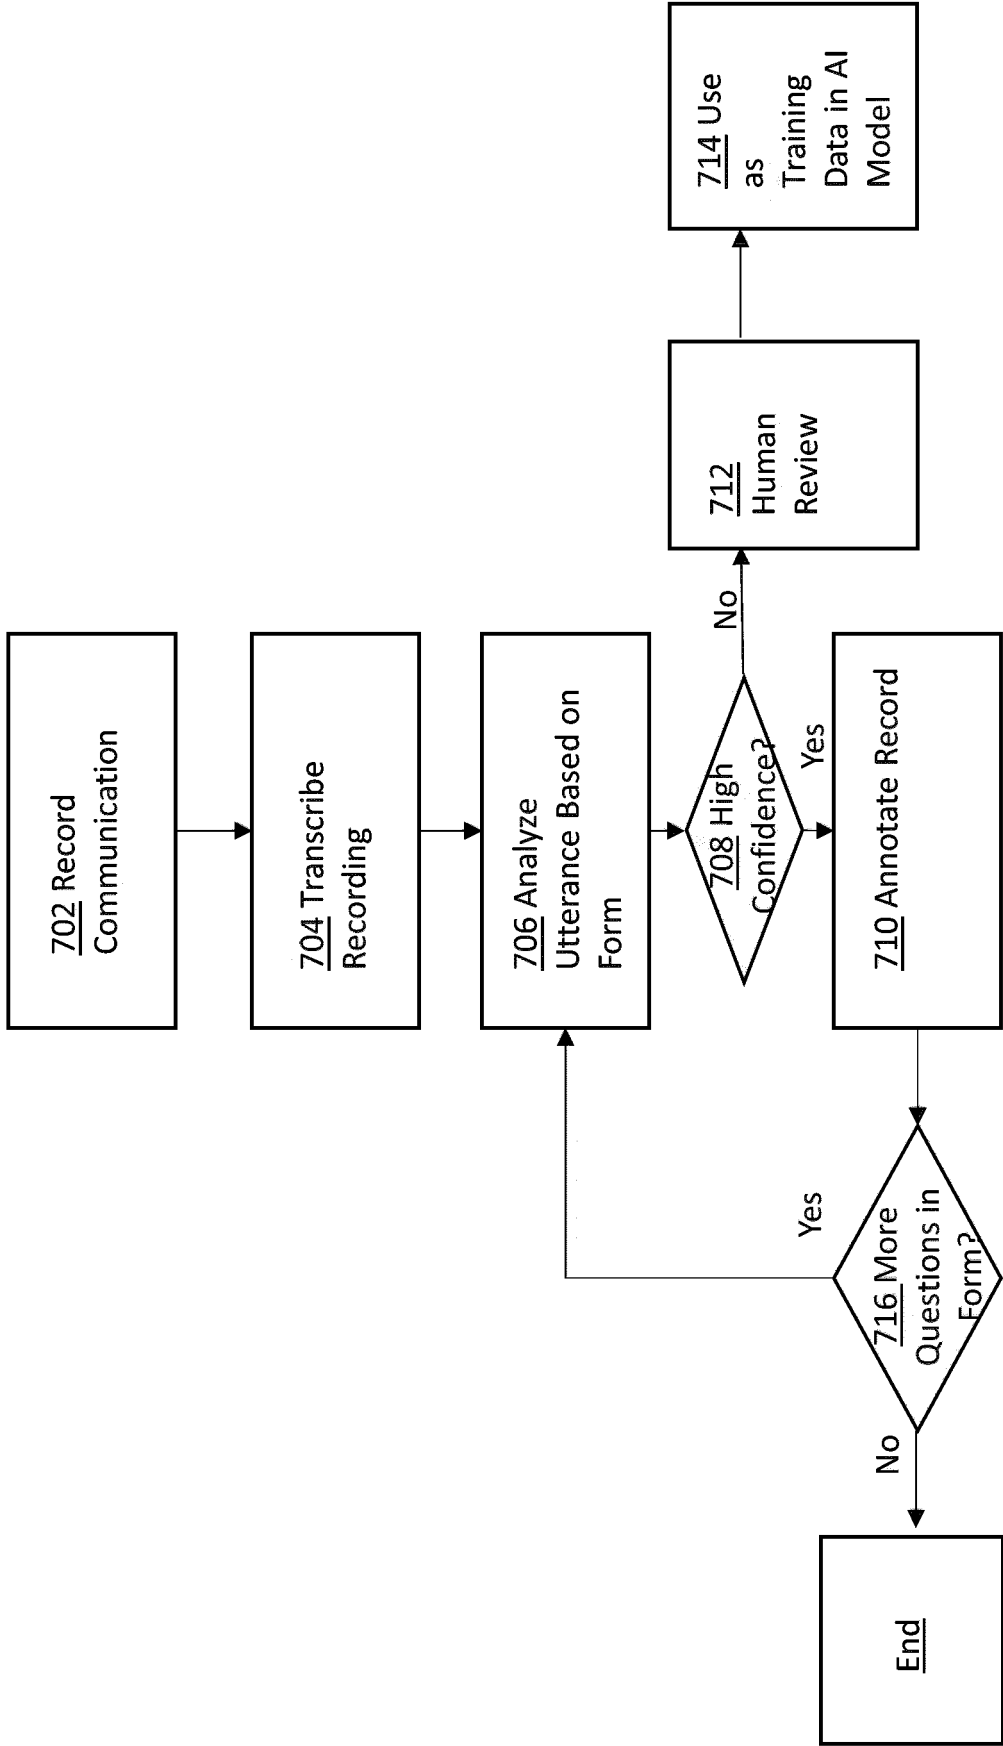 702 Record
Communication
704 Transcribe
Recording
706 Analyze
Utterance Based on
Form
708 High
Confidence?
No
Yes
712
Human
Review
714 Use
as
Training
Data in AI
Model
710 Annotate Record
716 More
Questions in
Form?
Yes
No
End